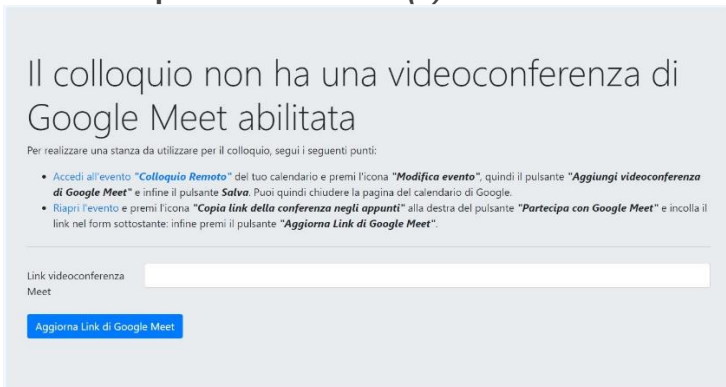 Il colloquio non ha una videoconferenza di
Google Meet abilitata
Per realizzare una stanza da utilizzare per il colloquio, segui i seguenti punti:
• Accedi all'evento "Colloquio Remoto" del tuo calendario e premi l'icona "Modifica evento", quindi il pulsante "Aggiungi videoconferenza
di Google Meet" e infine il pulsante Salva. Puoi quindi chiudere la pagina del calendario di Google.
• Riapri l'evento e premi l'icona "Copia link della conferenza negli appunti" alla destra del pulsante "Partecipa con Google Meet" e incolla il
link nel form sottostante: infine premi il pulsante "Aggiorna Link di Google Meet".
Link videoconferenza
Meet
Aggiorna Link di Google Meet